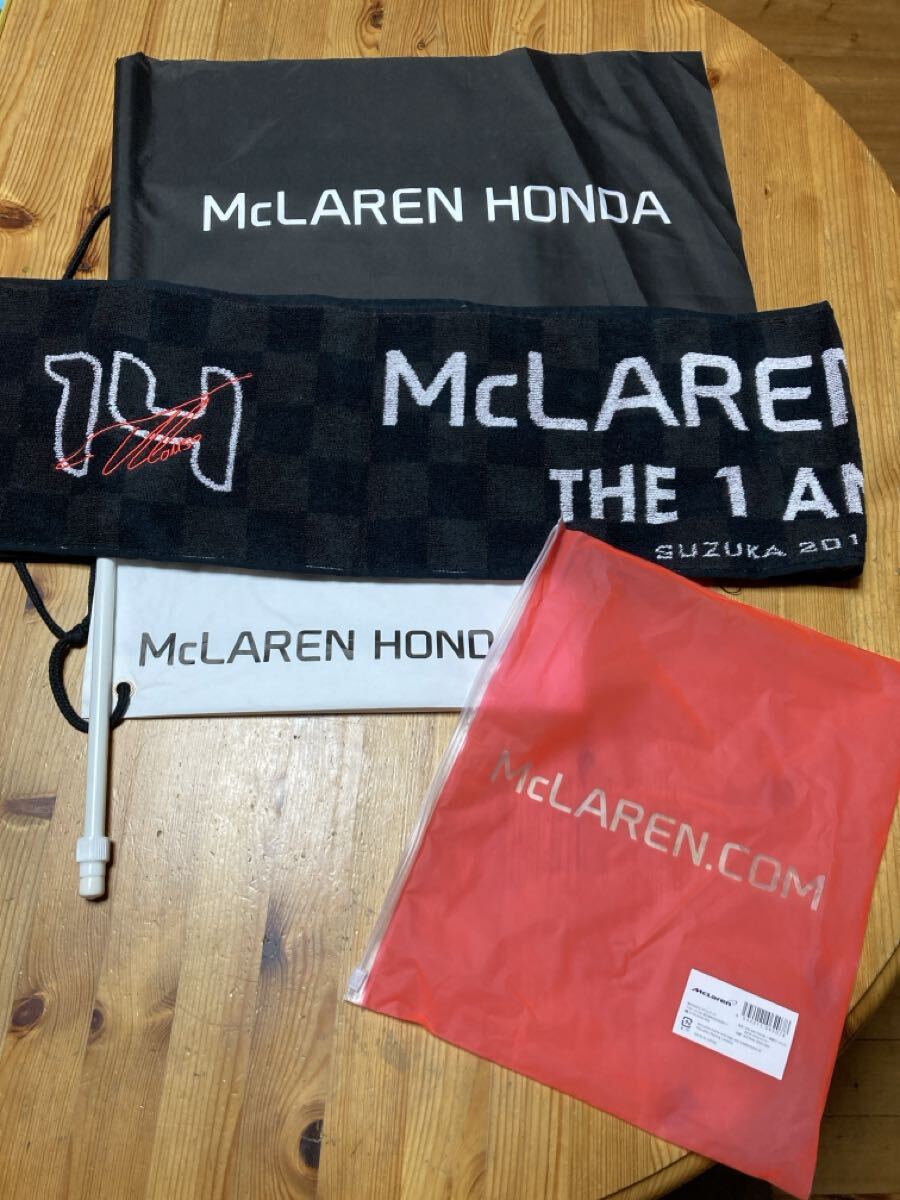 McLAREN HONDA
14
McLAREN
THE 1 AN
SUZUKA 201
McLAREN HOND
McLAREN.COM
McLaren